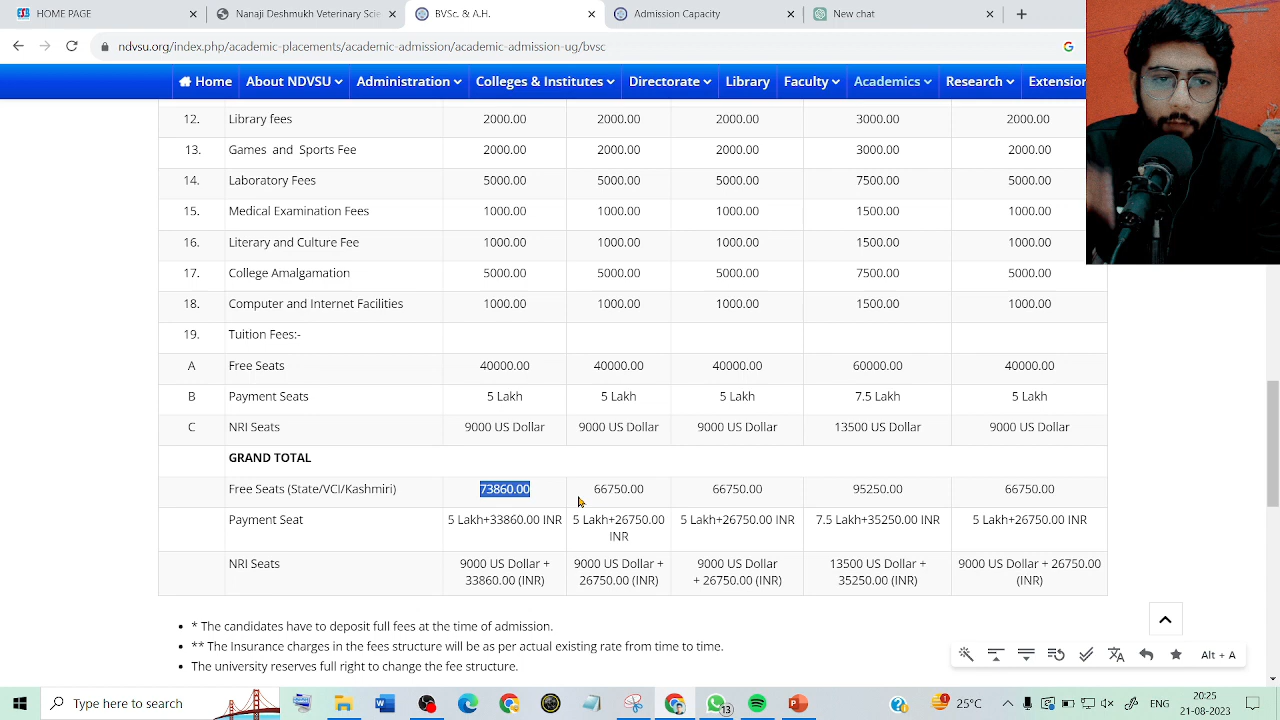 HOME PAGE
Nanaji Deshmukh Veterinary Scie
BVSc. & A.H.
Admission Capacity
New chat
ndvsu.org/index.php/academic-placements/academic-admission/academic-admission-ug/bvsc
Home About NDVSU Administration Colleges & Institutes Directorate Library Faculty Academics Research Extension
12. Library fees 2000.00 2000.00 2000.00 3000.00 2000.00
13. Games and Sports Fee 2000.00 2000.00 2000.00 3000.00 2000.00
14. Laboratory Fees 5000.00 5000.00 5000.00 7500.00 5000.00
15. Medical Examination Fees 1000.00 1000.00 1000.00 1500.00 1000.00
16. Literary and Culture Fee 1000.00 1000.00 1000.00 1500.00 1000.00
17. College Amalgamation 5000.00 5000.00 5000.00 7500.00 5000.00
18. Computer and Internet Facilities 1000.00 1000.00 1000.00 1500.00 1000.00
19. Tuition Fees:-
A Free Seats 40000.00 40000.00 40000.00 60000.00 40000.00
B Payment Seats 5 Lakh 5 Lakh 5 Lakh 7.5 Lakh 5 Lakh
C NRI Seats 9000 US Dollar 9000 US Dollar 9000 US Dollar 13500 US Dollar 9000 US Dollar
GRAND TOTAL
Free Seats (State/VCI/Kashmiri) 73860.00 66750.00 66750.00 95250.00 66750.00
Payment Seat 5 Lakh+33860.00 INR 5 Lakh+26750.00 5 Lakh+26750 INR 7.5 Lakh+35250.00 INR 5 Lakh+26750 INR
INR
NRI Seats 9000 US Dollar + 9000 US Dollar + 9000 US Dollar 13500 US Dollar + 9000 US Dollar + 26750.00
33860.00 (INR) 26750.00 (INR) + 26750.00 (INR) 35250.00 (INR) (INR)
* The candidates have to deposit full fees at the time of admission.
** The Insurance charges in the fees structure will be as per actual existing rate from time to time.
The university reserves full right to change the fee structure.
Alt + A
Type here to search
13
25°C
20:25
21-08-2023